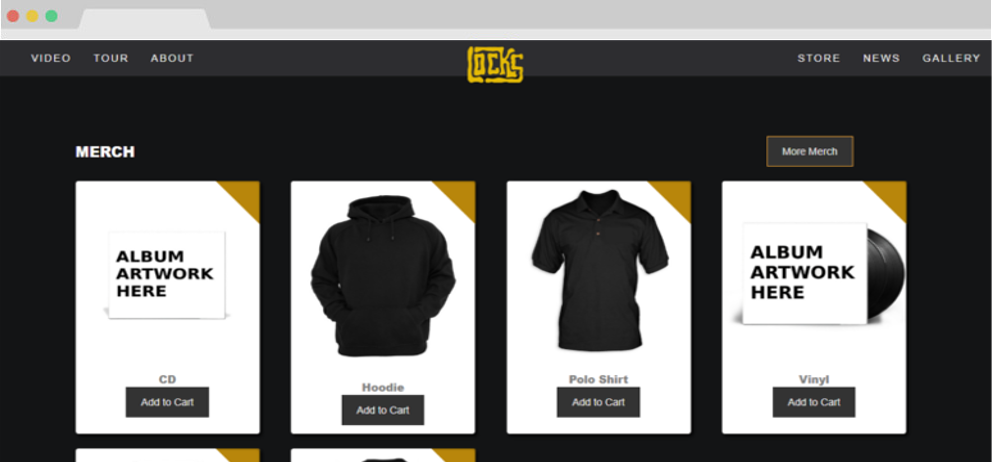 VIDEO TOUR ABOUT LOCKS STORE NEWS GALLERY
MERCH More Merch
ALBUM
ARTWORK
HERE
ALBUM
ARTWORK
HERE
CD
Add to Cart
Hoodie
Add to Cart
Polo Shirt
Add to Cart
Vinyl
Add to Cart